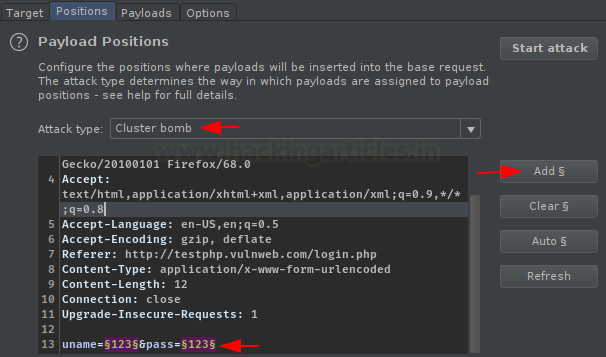 Target Positions Payloads Options
? Payload Positions
Start attack
Configure the positions where payloads will be inserted into the base request.
The attack type determines the way in which payloads are assigned to payload
positions - see help for full details.
Attack type: Cluster bomb
www.hackingarticles.in
Gecko/20100101 Firefox/68.0
4 Accept:
text/html,application/xhtml+xml,application/xml;q=0.9,*/*
;q=0.8
5 Accept-Language: en-US,en;q=0.5
6 Accept-Encoding: gzip, deflate
7 Referer: http://testphp.vulnweb.com/login.php
8 Content-Type: application/x-www-form-urlencoded
9 Content-Length: 12
10 Connection: close
11 Upgrade-Insecure-Requests: 1
12
13 uname=§123§&pass=§123§
Add §
Clear §
Auto §
Refresh